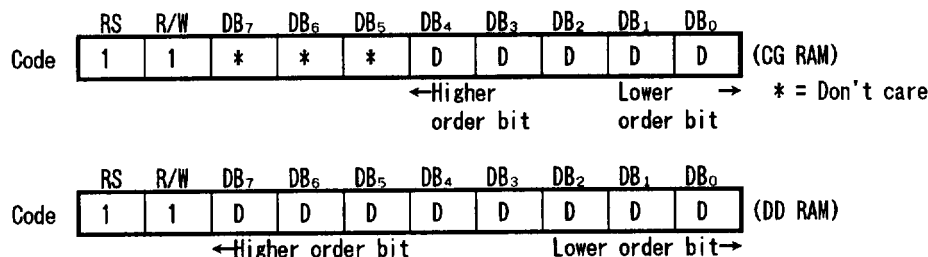 RS R/W DB₇ DB₆ DB₅ DB₄ DB₃ DB₂ DB₁ DB₀
Code 1 1 * * * D D D D D (CG RAM)
←Higher order bit Lower order bit→ * = Don't care
RS R/W DB₇ DB₆ DB₅ DB₄ DB₃ DB₂ DB₁ DB₀
Code 1 1 D D D D D D D D (DD RAM)
←Higher order bit Lower order bit→